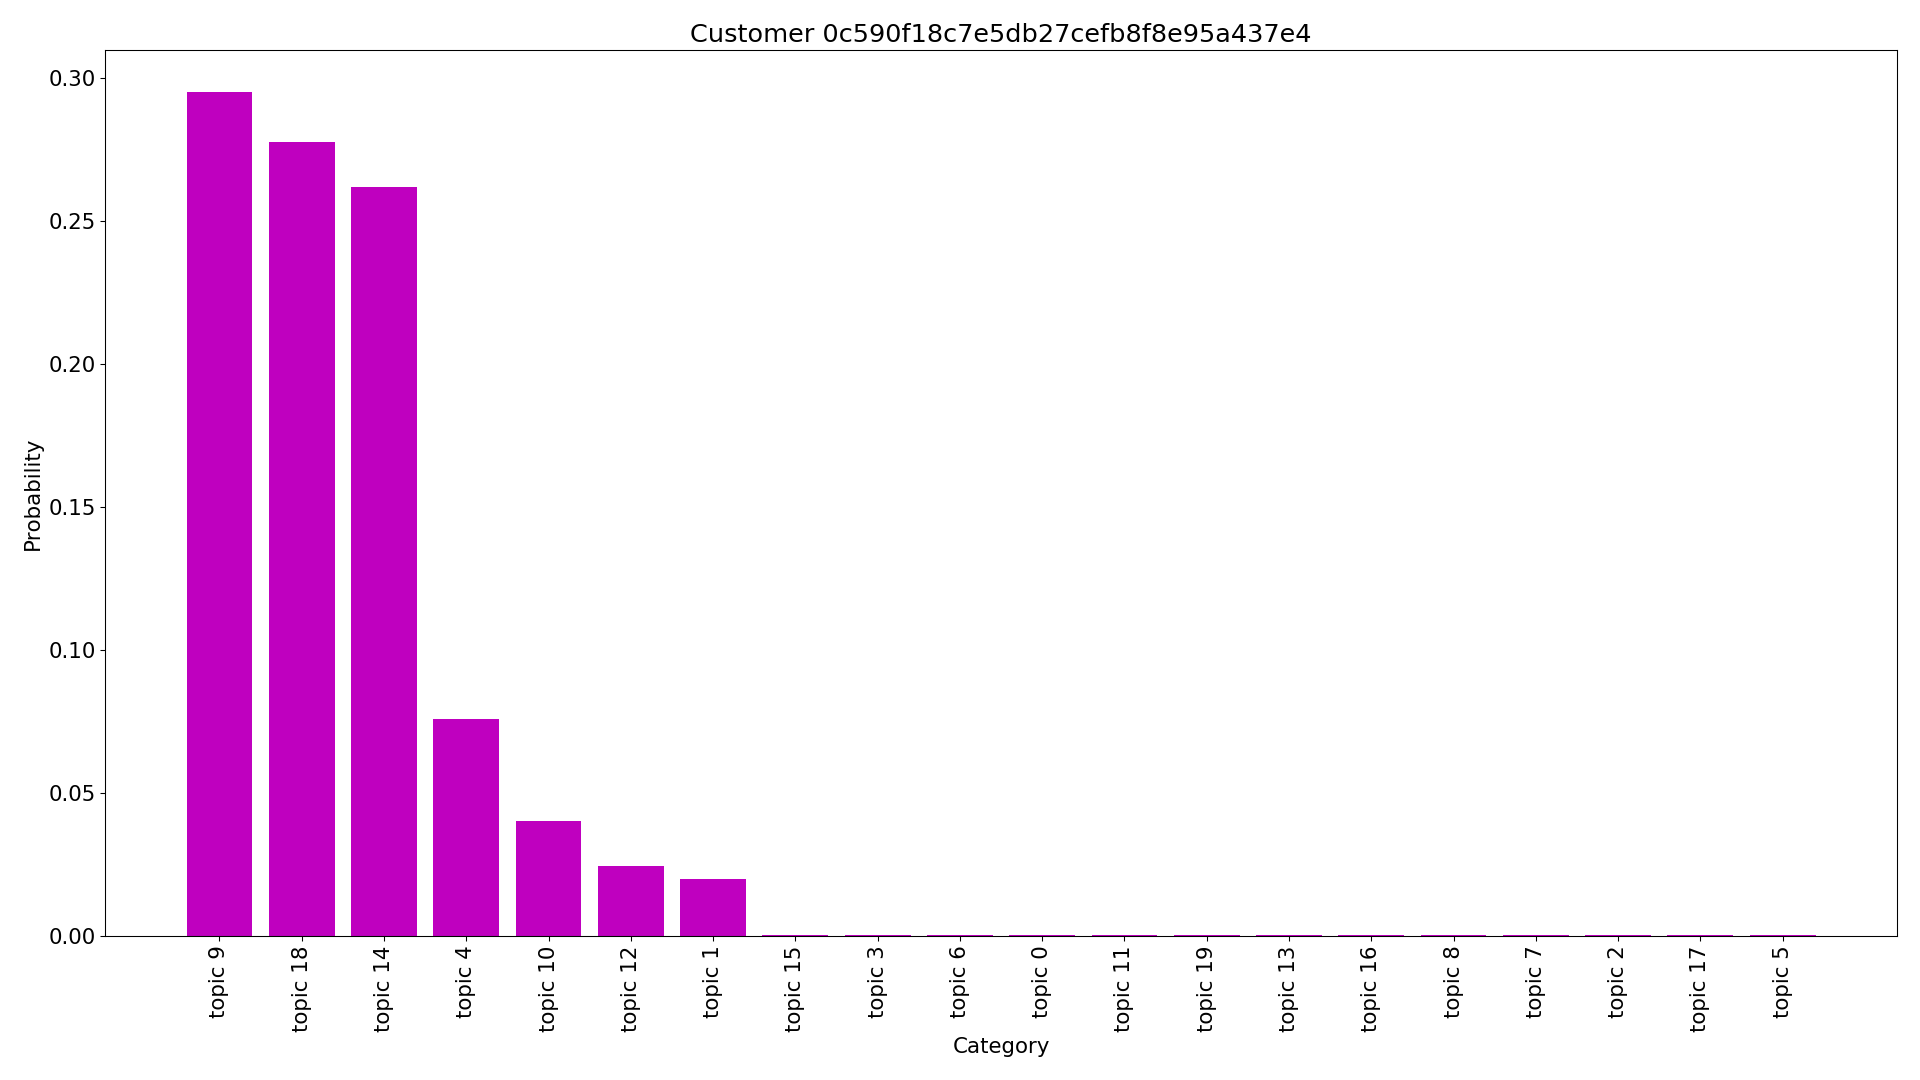 Customer 0c590f18c7e5db27cefb8f8e95a437e4
0.30
0.25
0.20
0.15
0.10
0.05
0.00
Probability
topic 9
topic 18
topic 14
topic 4
topic 10
topic 12
topic 1
topic 15
topic 3
topic 6
topic 0
topic 11
topic 19
topic 13
topic 16
topic 8
topic 7
topic 2
topic 17
topic 5
Category